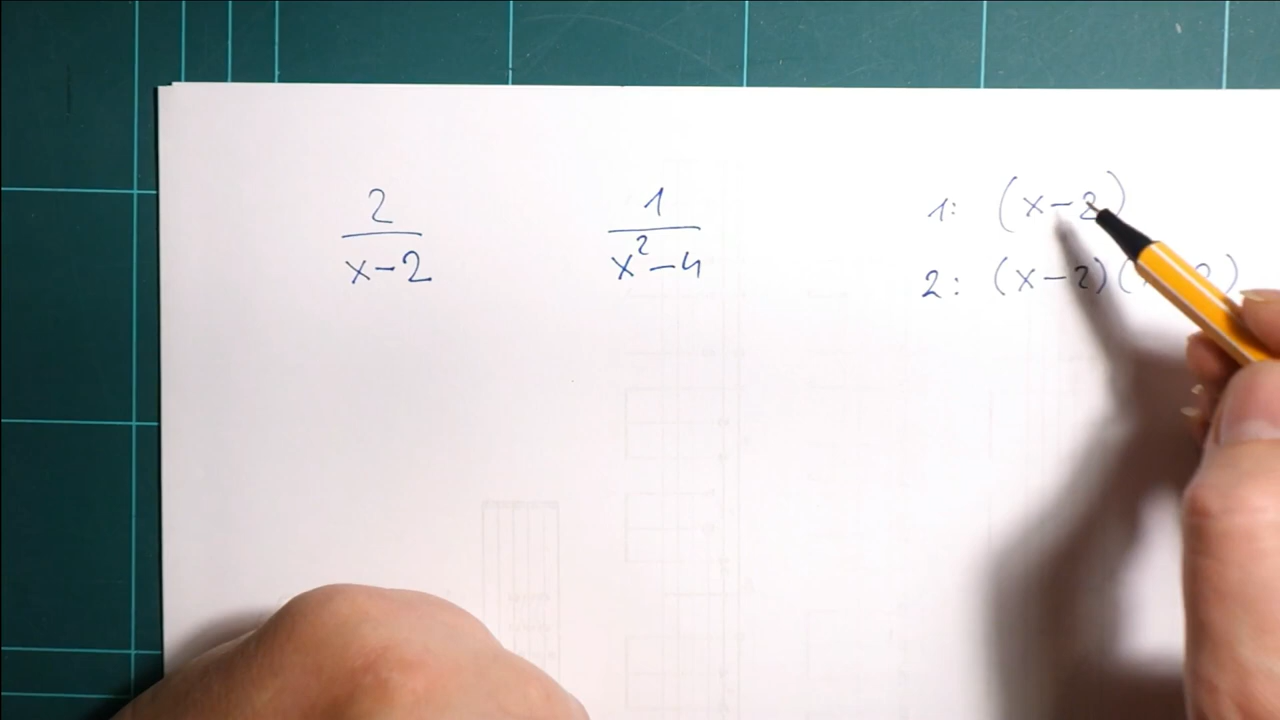 2/(x-2)
1/(x²-4)
1: (x-2)
2: (x-2)(